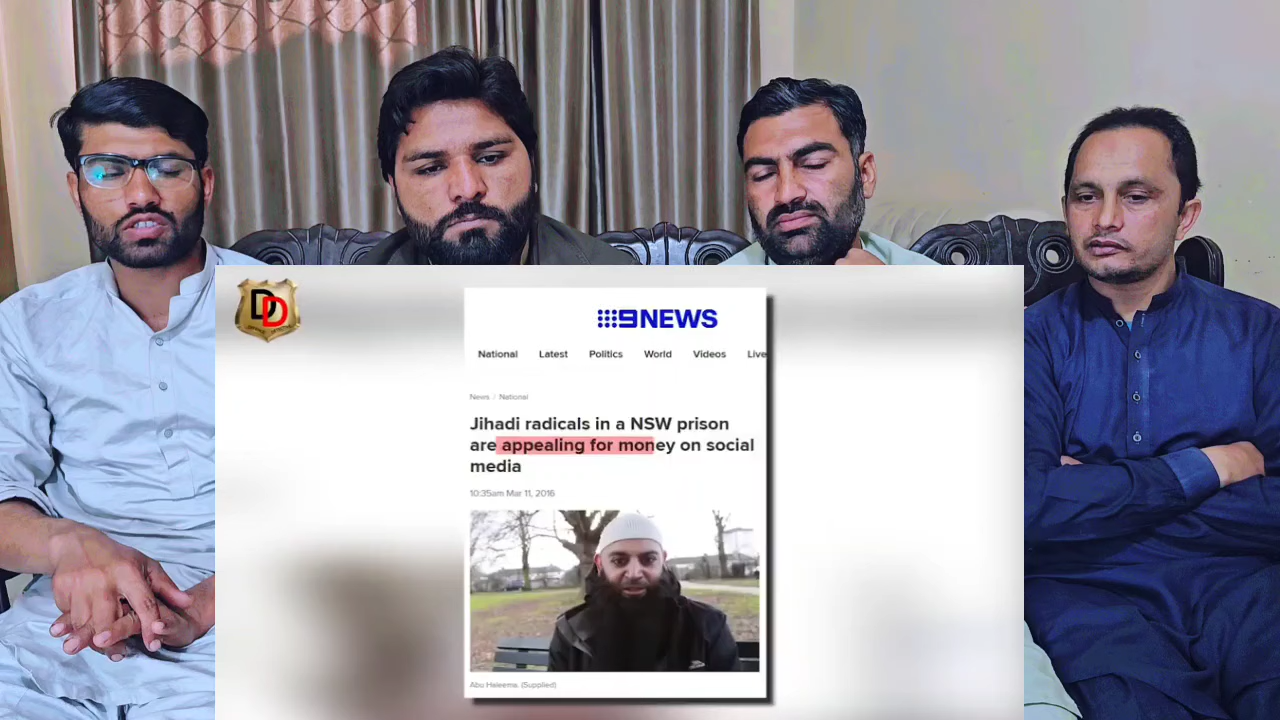 DD
9NEWS
National Latest Politics World Videos Live
News / National
Jihadi radicals in a NSW prison
are appealing for money on social
media
10:35am Mar 11, 2016
Abu Haleema. (Supplied)